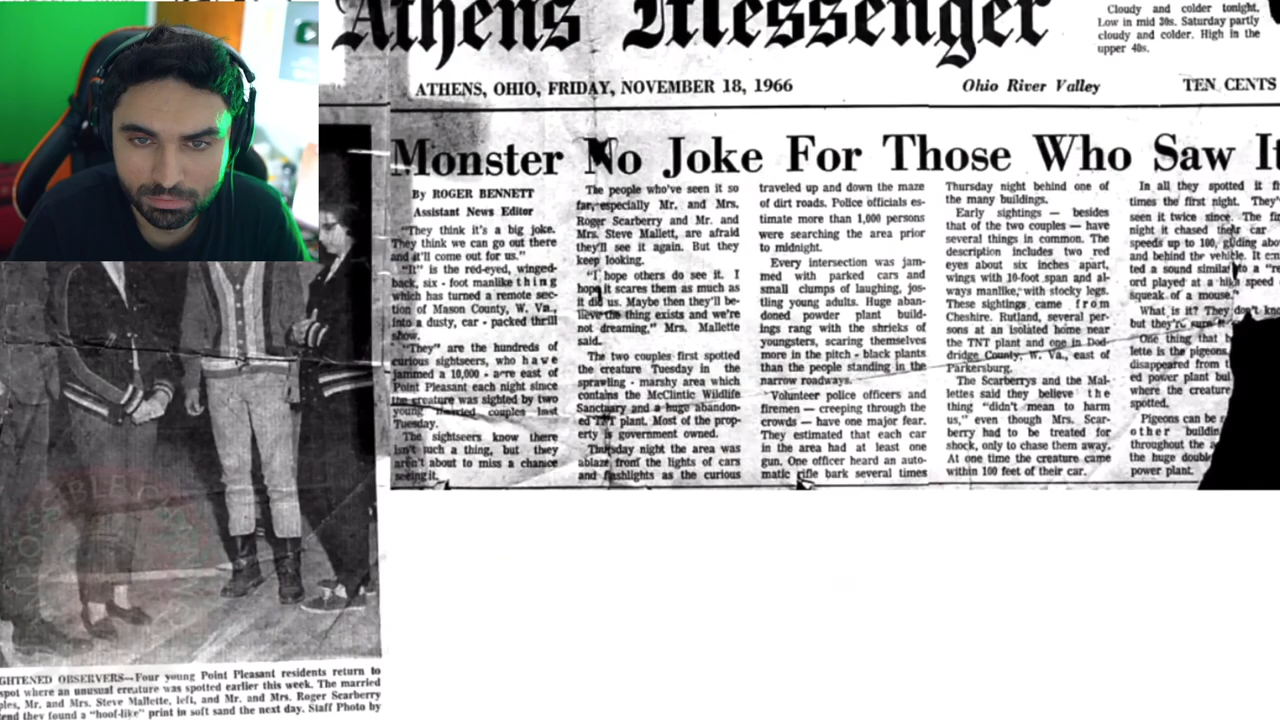 Athens Messenger
Cloudy and colder tonight.
Low in mid 30s. Saturday partly
cloudy and colder. High in the
upper 40s.
ATHENS, OHIO, FRIDAY, NOVEMBER 18, 1966
Ohio River Valley
TEN CENTS
Monster No Joke For Those Who Saw It
By ROGER BENNETT
Assistant News Editor
"They think it's a big joke.
They think we can go out there
and it'll come out for us."
"It" is the red-eyed, winged-
back, six - foot manlike thing
which has turned a remote sec-
tion of Mason County, W. Va.,
into a dusty, car - packed thrill
show.
"They" are the hundreds of
curious sightseers, who have
jammed a 10,000 - acre east of
Point Pleasant each night since
the creature was sighted by two
young married couples last
Tuesday.
The sightseers know there
isn't such a thing, but they
aren't about to miss a chance
seeing it.
The people who've seen it so
far, especially Mr. and Mrs.
Roger Scarberry and Mr. and
Mrs. Steve Mallett, are afraid
they'll see it again. But they
keep looking.
"I hope others do see it. I
hope it scares them as much as
it did us. Maybe then they'll be-
lieve the thing exists and we're
not dreaming," Mrs. Mallette
said.
The two couples first spotted
the creature Tuesday in the
sprawling - marshy area which
contains the McClintic Wildlife
Sanctuary and a huge abandon-
ed TNT plant. Most of the prop-
erty is government owned.
Thursday night the area was
ablaze from the lights of cars
and flashlights as the curious
traveled up and down the maze
of dirt roads. Police officials es-
timate more than 1,000 persons
were searching the area prior
to midnight.
Every intersection was jam-
med with parked cars and
small clumps of laughing, jos-
tling young adults. Huge aban-
doned power plant build-
ings rang with the shrieks of
youngsters, scaring themselves
more in the pitch - black plants
than the people standing in the
narrow roadways.
Volunteer police officers and
firemen — creeping through the
crowds — have one major fear.
They estimated that each car
in the area had at least one
gun. One officer heard an auto-
matic rifle bark several times
Thursday night behind one of
the many buildings.
Early sightings — besides
that of the two couples — have
several things in common. The
description includes two red
eyes about six inches apart,
wings with 10-foot span and al-
ways manlike, with stocky legs.
These sightings came from
Cheshire. Rutland, several per-
sons at an isolated home near
the TNT plant and one in Dod-
dridge County, W. Va., east of
Parkersburg.
The Scarberrys and the Mal-
lettes said they believe the
thing "didn't mean to harm
us," even though Mrs. Scar-
berry had to be treated for
shock, only to chase them away.
At one time the creature came
within 100 feet of their car.
In all they spotted it
times the first night. They'
seen it twice since. The
night it chased their car
speeds up to 100, gliding
and behind the vehicle. It
ted a sound similar to a
ord played at a high speed
squeak of a mouse."
What is it? They don't
but they're sure
One thing that
lette is the pigeons
disappeared from
ed power plant
where the creature
spotted.
Pigeons can be
other
throughout the
the huge
power plant.
GHTENED OBSERVERS—Four young Point Pleasant residents return to
spot where an unusual creature was spotted earlier this week. The married
ples, Mr. and Mrs. Steve Mallette, left, and Mr. and Mrs. Roger Scarberry
tend they found a "hoof-like" print in soft sand the next day. Staff Photo by